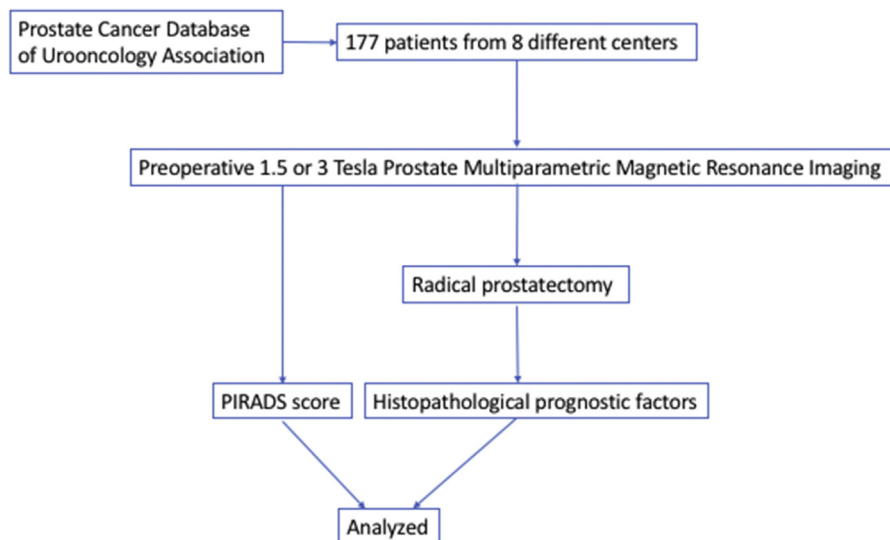 Prostate Cancer Database
of Urooncology Association
177 patients from 8 different centers
Preoperative 1.5 or 3 Tesla Prostate Multiparametric Magnetic Resonance Imaging
Radical prostatectomy
PIRADS score
Histopathological prognostic factors
Analyzed